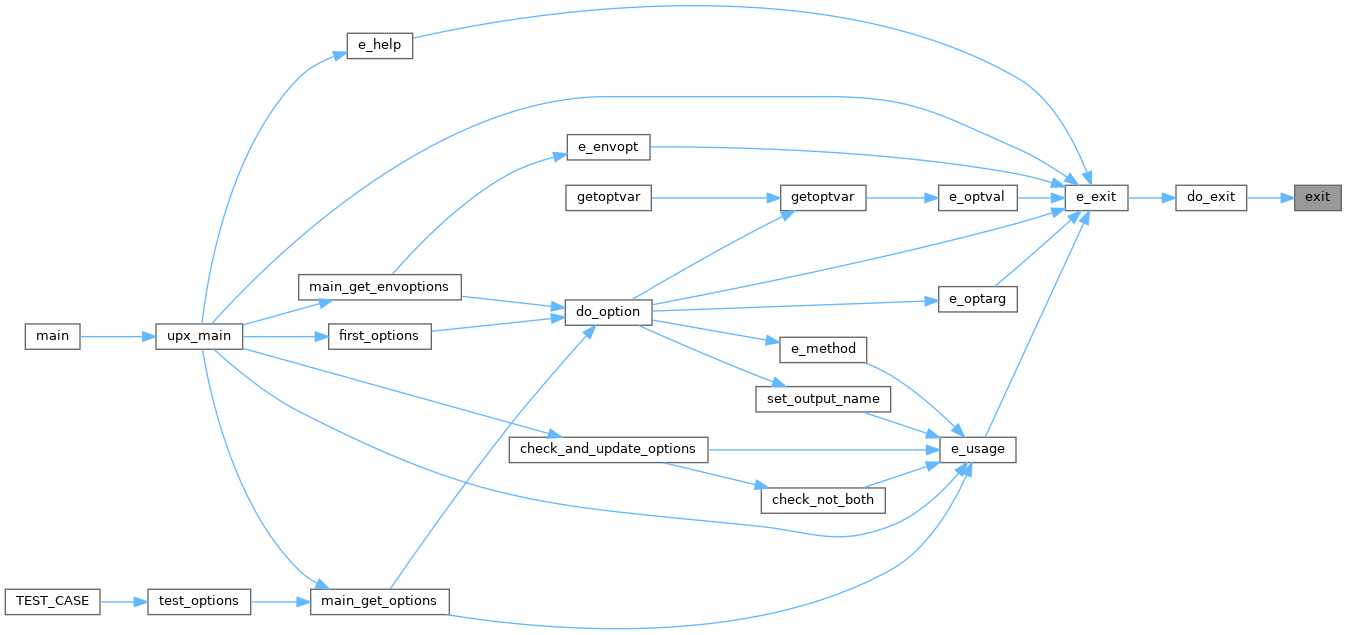 e_help
e_envopt
getoptvar
getoptvar
e_optval
e_exit
do_exit
exit
main_get_envoptions
e_optarg
do_option
main
upx_main
first_options
e_method
set_output_name
check_and_update_options
e_usage
check_not_both
TEST_CASE
test_options
main_get_options